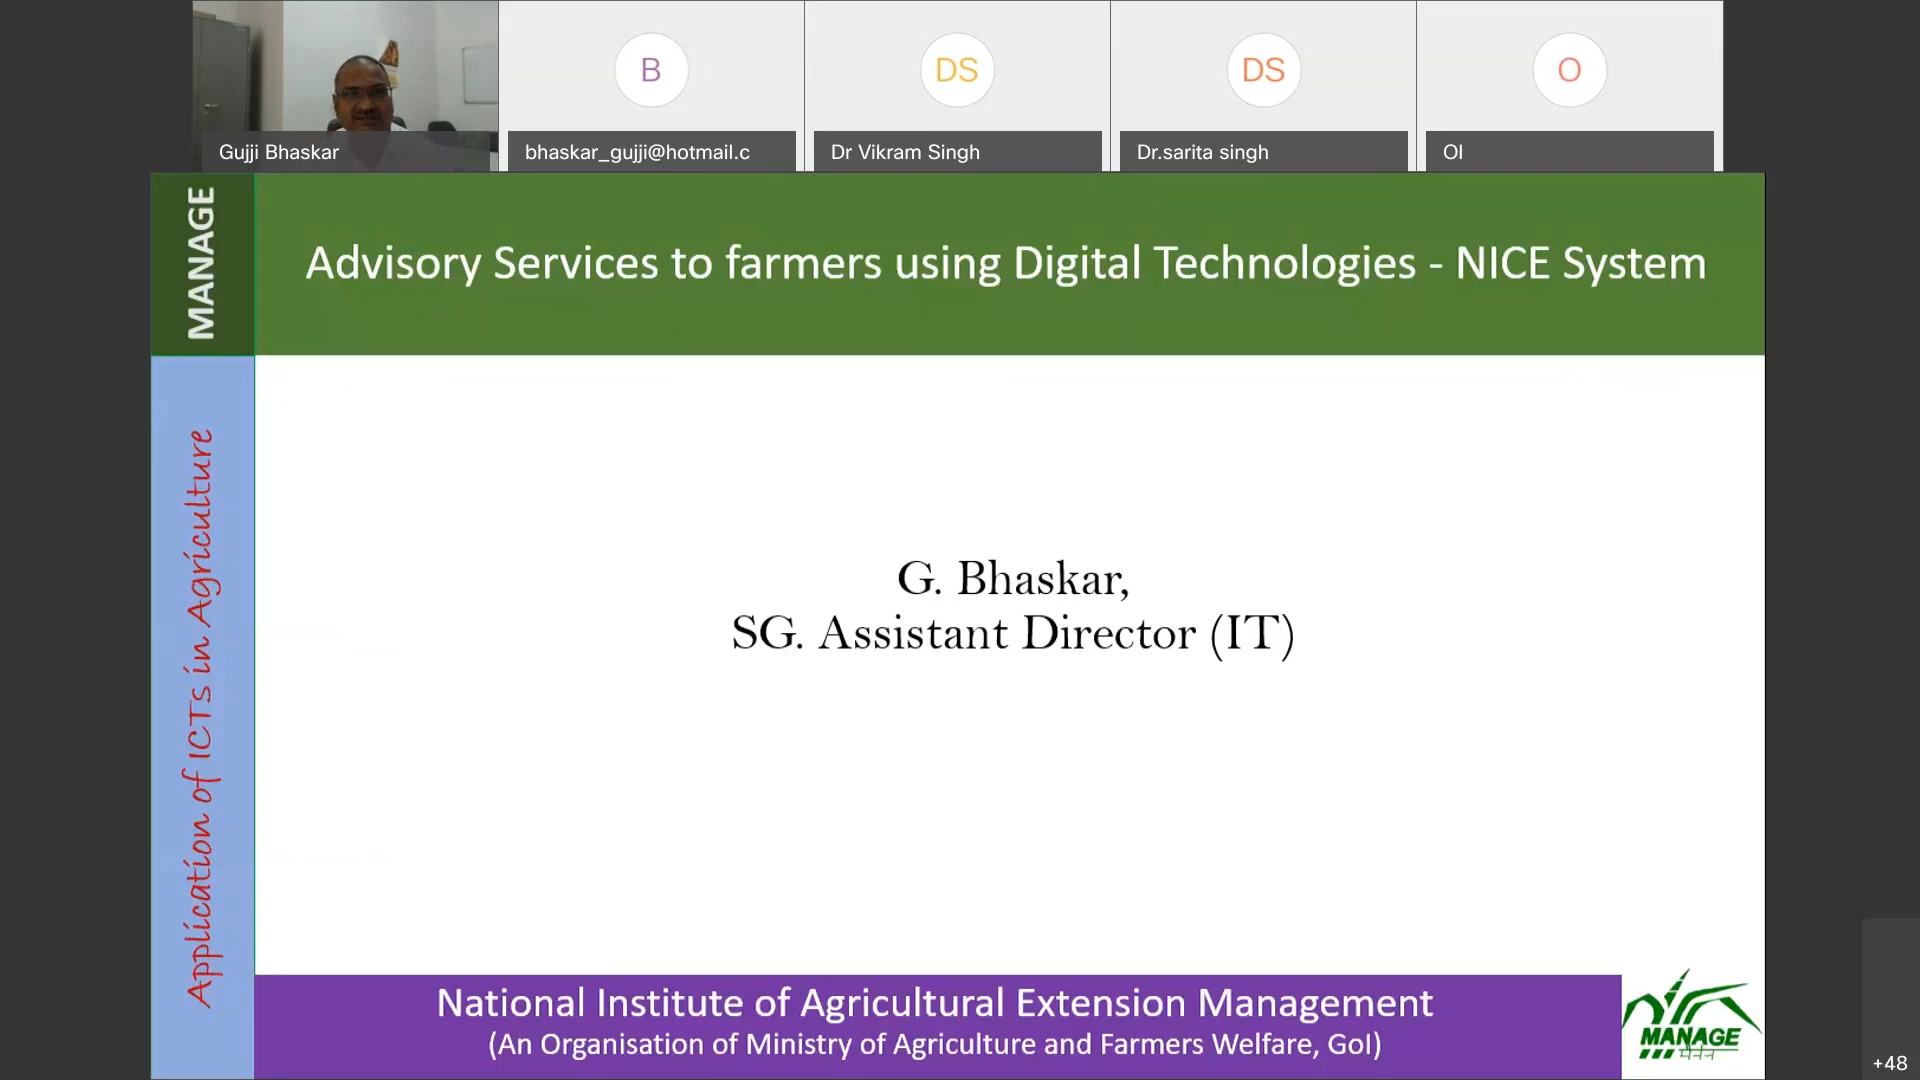 B
DS
DS
O
Gujji Bhaskar
bhaskar_gujji@hotmail.c
Dr Vikram Singh
Dr.sarita singh
OI
MANAGE
Advisory Services to farmers using Digital Technologies - NICE System
Application of ICTs in Agriculture
G. Bhaskar,
SG. Assistant Director (IT)
National Institute of Agricultural Extension Management
(An Organisation of Ministry of Agriculture and Farmers Welfare, GoI)
MANAGE
मैनेज
+48